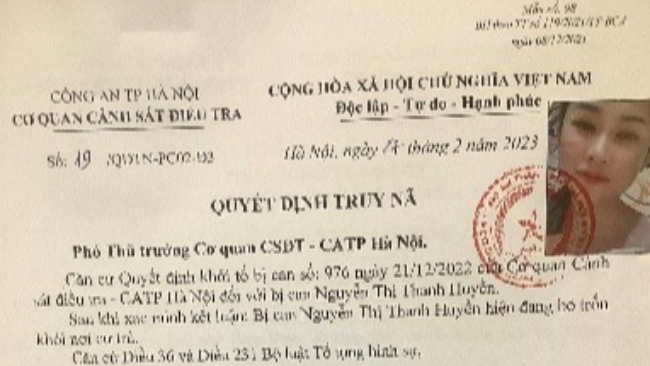 Mẫu số: 98
ngày 08/12/2021
CÔNG AN TP HÀ NỘI
CƠ QUAN CẢNH SÁT ĐIỀU TRA
CỘNG HÒA XÃ HỘI CHỦ NGHĨA VIỆT NAM
Độc lập - Tự do - Hạnh phúc
Số: 19
Hà Nội, ngày tháng 2 năm 2023
QUYẾT ĐỊNH TRUY NÃ
Phó Thủ trưởng Cơ quan CSĐT - CATP Hà Nội.
Căn cứ Quyết định khởi tố bị can số: 976 ngày 21/12/2022 của Cơ quan Cảnh
sát điều tra - CATP Hà Nội đối với bị can Nguyễn Thị Thanh Huyền.
Sau khi xác minh kết luận: Bị can Nguyễn Thị Thanh Huyền hiện đang bỏ trốn
khỏi nơi cư trú.
Căn cứ Điều 36 và Điều 231 Bộ luật Tố tụng hình sự,